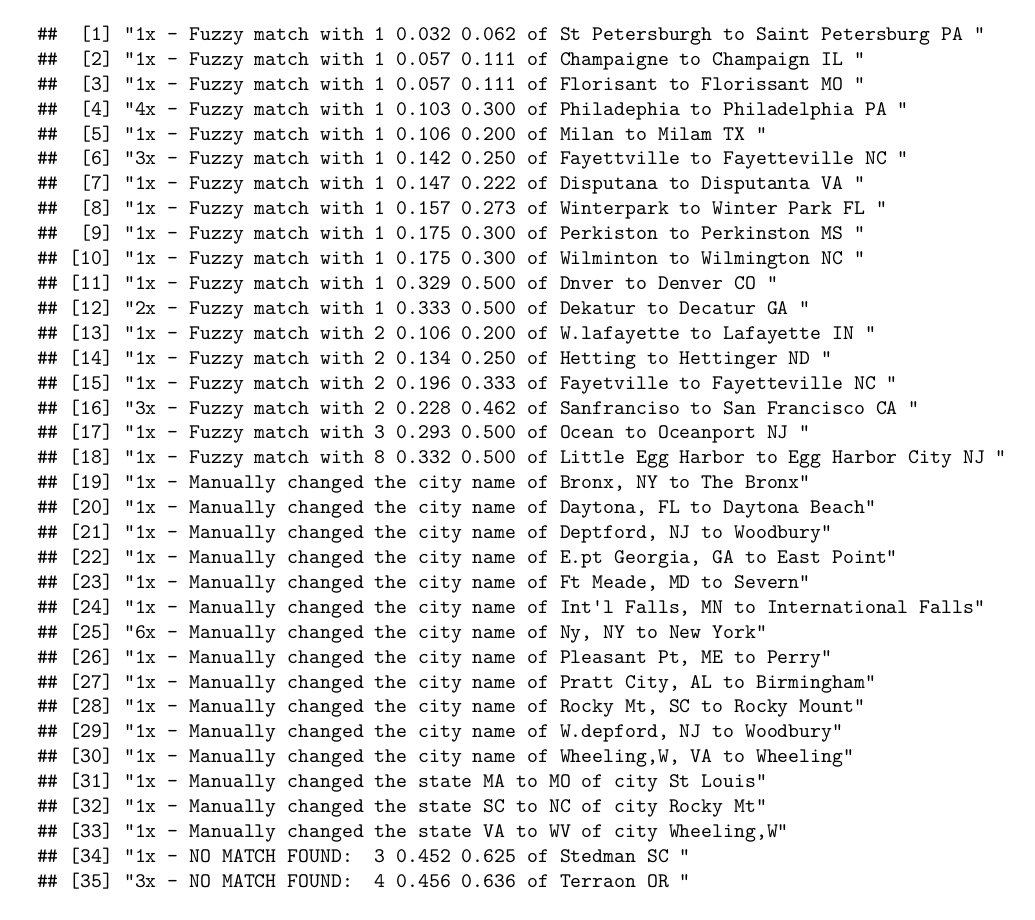 ##  [1] "1x - Fuzzy match with 1 0.032 0.062 of St Petersburgh to Saint Petersburg PA "
##  [2] "1x - Fuzzy match with 1 0.057 0.111 of Champaigne to Champaign IL "
##  [3] "1x - Fuzzy match with 1 0.057 0.111 of Florisant to Florissant MO "
##  [4] "4x - Fuzzy match with 1 0.103 0.300 of Philadephia to Philadelphia PA "
##  [5] "1x - Fuzzy match with 1 0.106 0.200 of Milan to Milam TX "
##  [6] "3x - Fuzzy match with 1 0.142 0.250 of Fayettville to Fayetteville NC "
##  [7] "1x - Fuzzy match with 1 0.147 0.222 of Disputana to Disputanta VA "
##  [8] "1x - Fuzzy match with 1 0.157 0.273 of Winterpark to Winter Park FL "
##  [9] "1x - Fuzzy match with 1 0.175 0.300 of Perkiston to Perkinston MS "
## [10] "1x - Fuzzy match with 1 0.175 0.300 of Wilminton to Wilmington NC "
## [11] "1x - Fuzzy match with 1 0.329 0.500 of Dnver to Denver CO "
## [12] "2x - Fuzzy match with 1 0.333 0.500 of Dekatur to Decatur GA "
## [13] "1x - Fuzzy match with 2 0.106 0.200 of W.lafayette to Lafayette IN "
## [14] "1x - Fuzzy match with 2 0.134 0.250 of Hetting to Hettinger ND "
## [15] "1x - Fuzzy match with 2 0.196 0.333 of Fayetville to Fayetteville NC "
## [16] "3x - Fuzzy match with 2 0.228 0.462 of Sanfranciso to San Francisco CA "
## [17] "1x - Fuzzy match with 3 0.293 0.500 of Ocean to Oceanport NJ "
## [18] "1x - Fuzzy match with 8 0.332 0.500 of Little Egg Harbor to Egg Harbor City NJ "
## [19] "1x - Manually changed the city name of Bronx, NY to The Bronx"
## [20] "1x - Manually changed the city name of Daytona, FL to Daytona Beach"
## [21] "1x - Manually changed the city name of Deptford, NJ to Woodbury"
## [22] "1x - Manually changed the city name of E.pt Georgia, GA to East Point"
## [23] "1x - Manually changed the city name of Ft Meade, MD to Severn"
## [24] "1x - Manually changed the city name of Int'l Falls, MN to International Falls"
## [25] "6x - Manually changed the city name of Ny, NY to New York"
## [26] "1x - Manually changed the city name of Pleasant Pt, ME to Perry"
## [27] "1x - Manually changed the city name of Pratt City, AL to Birmingham"
## [28] "1x - Manually changed the city name of Rocky Mt, SC to Rocky Mount"
## [29] "1x - Manually changed the city name of W.depford, NJ to Woodbury"
## [30] "1x - Manually changed the city name of Wheeling,W, VA to Wheeling"
## [31] "1x - Manually changed the state MA to MO of city St Louis"
## [32] "1x - Manually changed the state SC to NC of city Rocky Mt"
## [33] "1x - Manually changed the state VA to WV of city Wheeling,W"
## [34] "1x - NO MATCH FOUND:  3 0.452 0.625 of Stedman SC "
## [35] "3x - NO MATCH FOUND:  4 0.456 0.636 of Terraon OR "